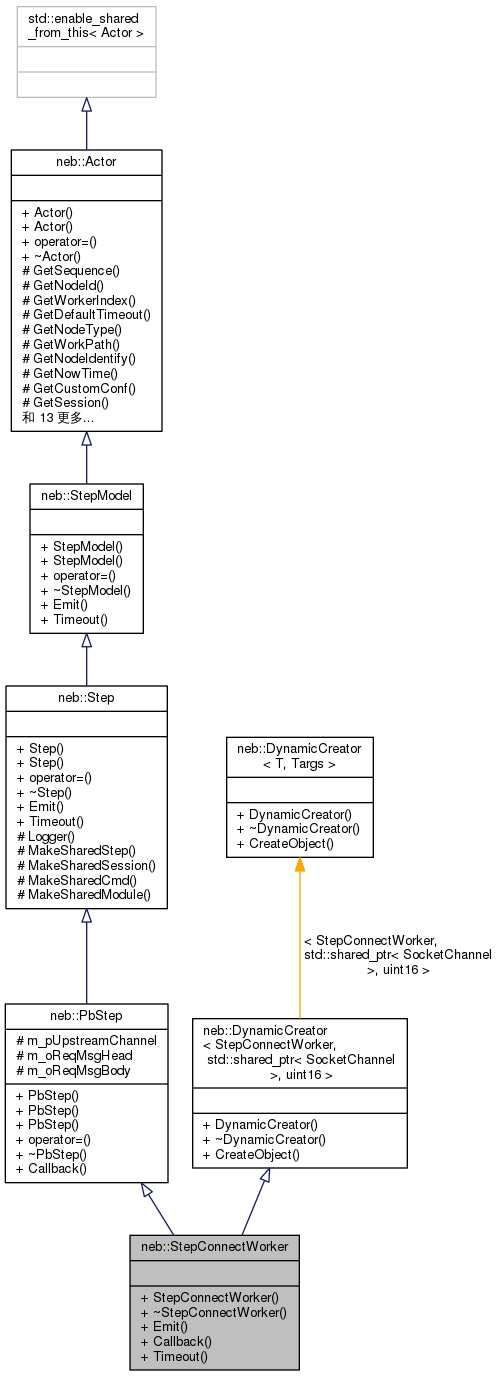 std::enable_shared
_from_this< Actor >
neb::Actor
+ Actor()
+ Actor()
+ operator=()
+ ~Actor()
# GetSequence()
# GetNodeId()
# GetWorkerIndex()
# GetDefaultTimeout()
# GetNodeType()
# GetWorkPath()
# GetNodeIdentify()
# GetNowTime()
# GetCustomConf()
# GetSession()
和 13 更多...
neb::StepModel
+ StepModel()
+ StepModel()
+ operator=()
+ ~StepModel()
+ Emit()
+ Timeout()
neb::Step
+ Step()
+ Step()
+ operator=()
+ ~Step()
+ Emit()
+ Timeout()
# Logger()
# MakeSharedStep()
# MakeSharedSession()
# MakeSharedCmd()
# MakeSharedModule()
neb::DynamicCreator
< T, Targs >
+ DynamicCreator()
+ ~DynamicCreator()
+ CreateObject()
< StepConnectWorker,
std::shared_ptr< SocketChannel
>, uint16 >
neb::PbStep
# m_pUpstreamChannel
# m_oReqMsgHead
# m_oReqMsgBody
+ PbStep()
+ PbStep()
+ PbStep()
+ operator=()
+ ~PbStep()
+ Callback()
neb::DynamicCreator
< StepConnectWorker,
std::shared_ptr< SocketChannel
>, uint16 >
+ DynamicCreator()
+ ~DynamicCreator()
+ CreateObject()
neb::StepConnectWorker
+ StepConnectWorker()
+ ~StepConnectWorker()
+ Emit()
+ Callback()
+ Timeout()